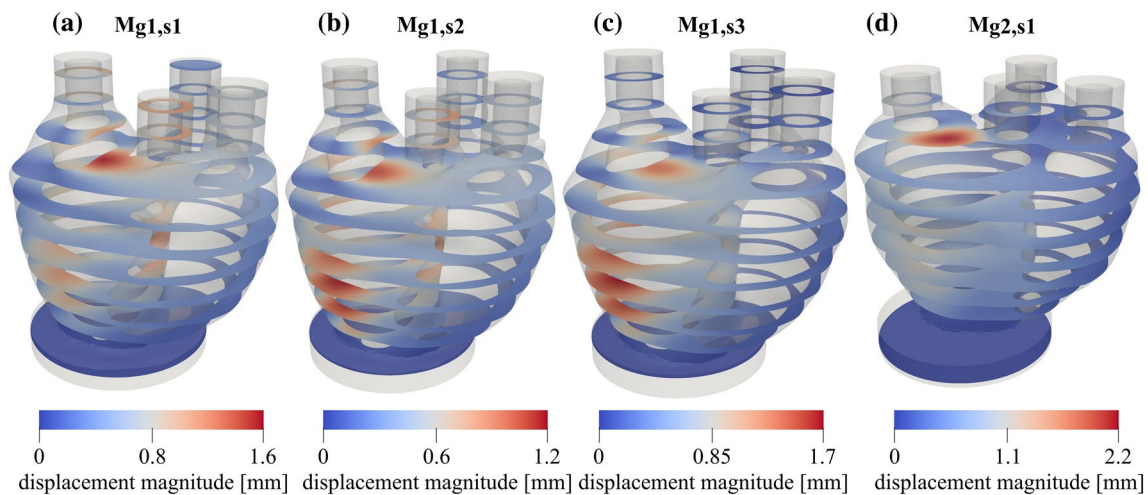 (a) Mg1,s1 (b) Mg1,s2 (c) Mg1,s3 (d) Mg2,s1
0 0.8 1.6 0 0.6 1.2 0 0.85 1.7 0 1.1 2.2
displacement magnitude [mm] displacement magnitude [mm] displacement magnitude [mm] displacement magnitude [mm]